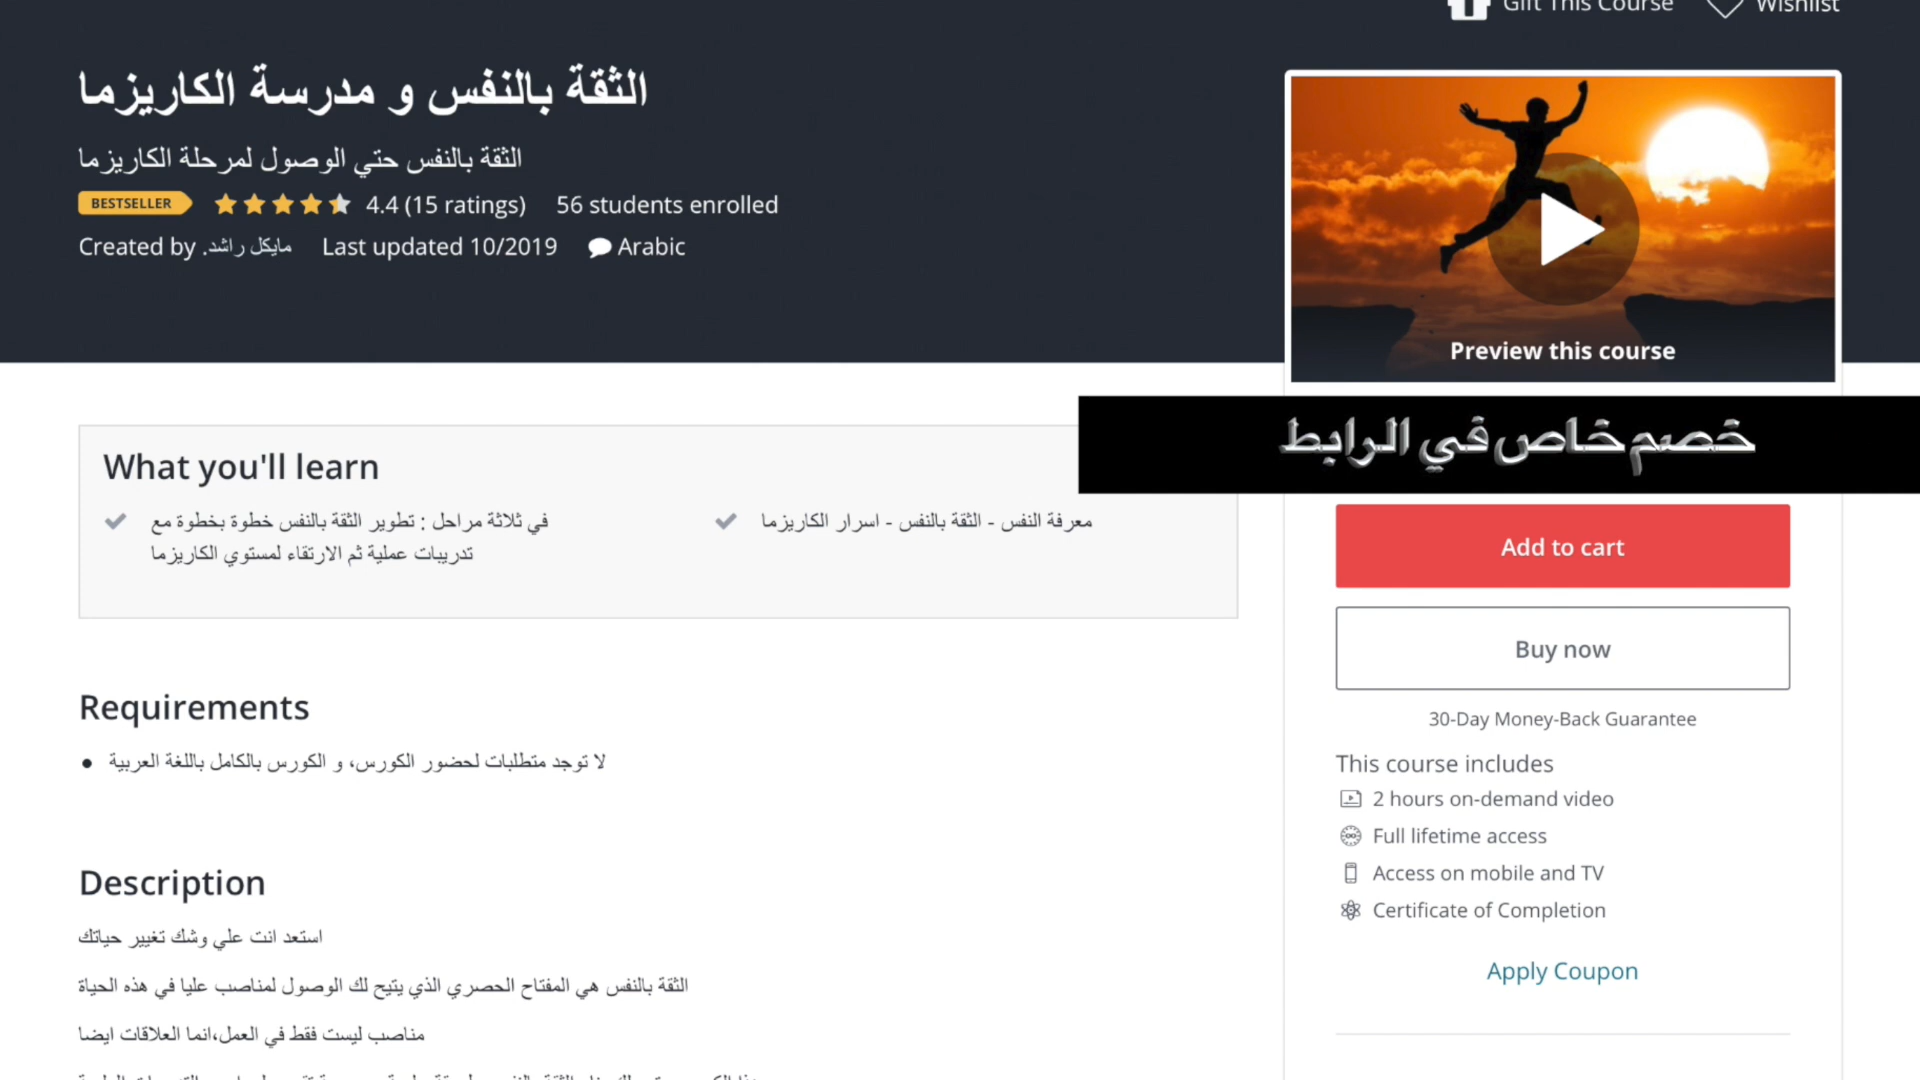 Gift This Course
Wishlist
الثقة بالنفس و مدرسة الكاريزما
الثقة بالنفس حتي الوصول لمرحلة الكاريزما
BESTSELLER 4.4 (15 ratings) 56 students enrolled
Created by مايكل راشد. Last updated 10/2019 Arabic
Preview this course
خصم خاص في الرابط
What you'll learn
في ثلاثة مراحل : تطوير الثقة بالنفس خطوة بخطوة مع
تدريبات عملية ثم الارتقاء لمستوي الكاريزما
معرفة النفس - الثقة بالنفس - اسرار الكاريزما
Requirements
لا توجد متطلبات لحضور الكورس، و الكورس بالكامل باللغة العربية
Description
استعد انت علي وشك تغيير حياتك
الثقة بالنفس هي المفتاح الحصري الذي يتيح لك الوصول لمناصب عليا في هذه الحياة
مناصب ليست فقط في العمل،انما العلاقات ايضا
Add to cart
Buy now
30-Day Money-Back Guarantee
This course includes
2 hours on-demand video
Full lifetime access
Access on mobile and TV
Certificate of Completion
Apply Coupon